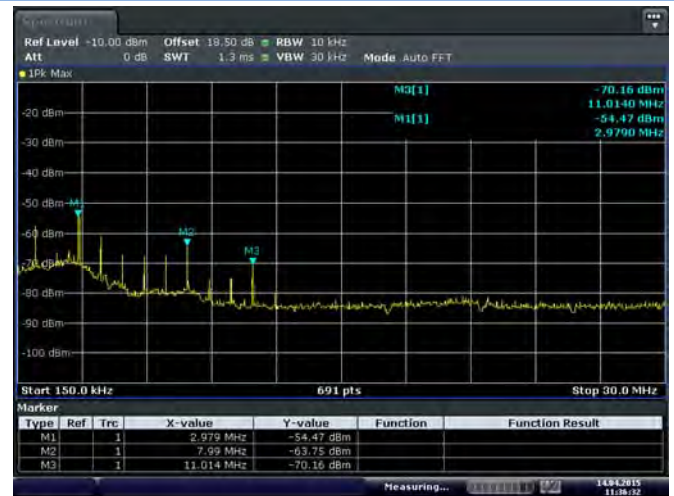 Spectrum
Ref Level -10.00 dBm Offset 18.50 dB RBW 10 kHz
Att 0 dB SWT 1.3 ms VBW 30 kHz Mode Auto FFT
1Pk Max
M3[1] -70.16 dBm
11.0140 MHz
-20 dBm
M1[1] -54.47 dBm
2.9790 MHz
-30 dBm
-40 dBm
-50 dBm
M1
-60 dBm
M2
M3
-70 dBm
-80 dBm
-90 dBm
-100 dBm
Start 150.0 kHz 691 pts Stop 30.0 MHz
Marker
Type Ref Trc X-value Y-value Function Function Result
M1 1 2.979 MHz -54.47 dBm
M2 1 7.99 MHz -63.75 dBm
M3 1 11.014 MHz -70.16 dBm
Measuring... 14.04.2015
11:36:32